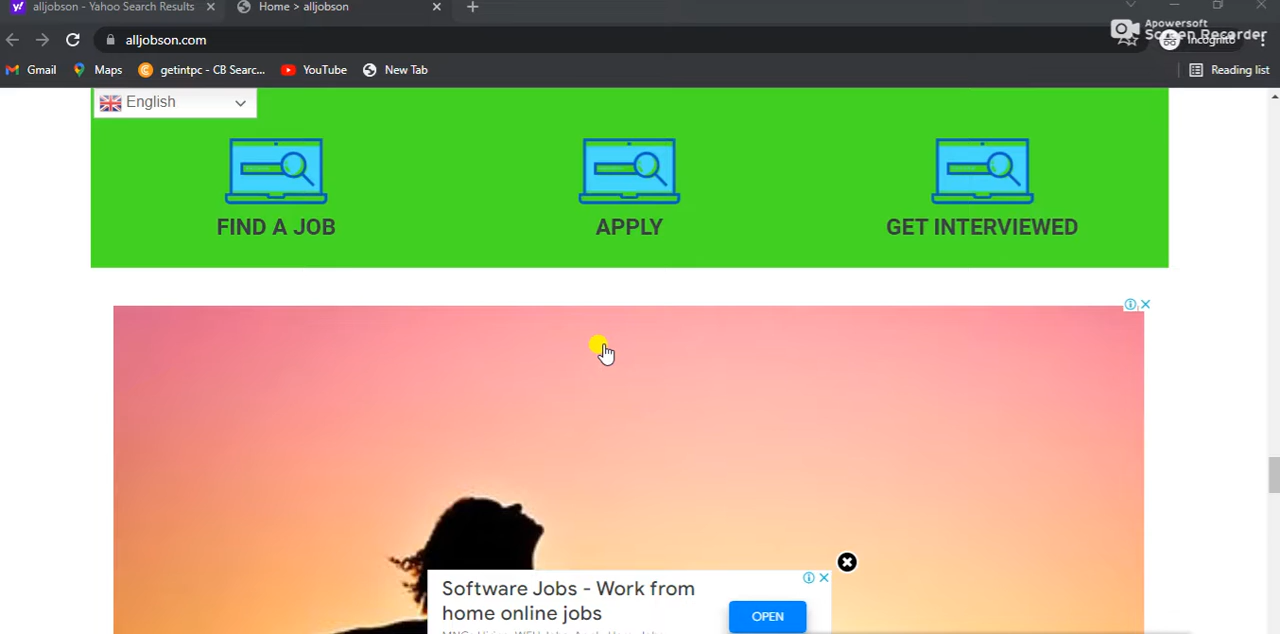 alljobson - Yahoo Search Results
Home > alljobson
Apowersoft
Screen Recorder
alljobson.com
Incognito
Gmail
Maps
getintpc - CB Searc...
YouTube
New Tab
Reading list
English
FIND A JOB
APPLY
GET INTERVIEWED
Software Jobs - Work from
home online jobs
OPEN